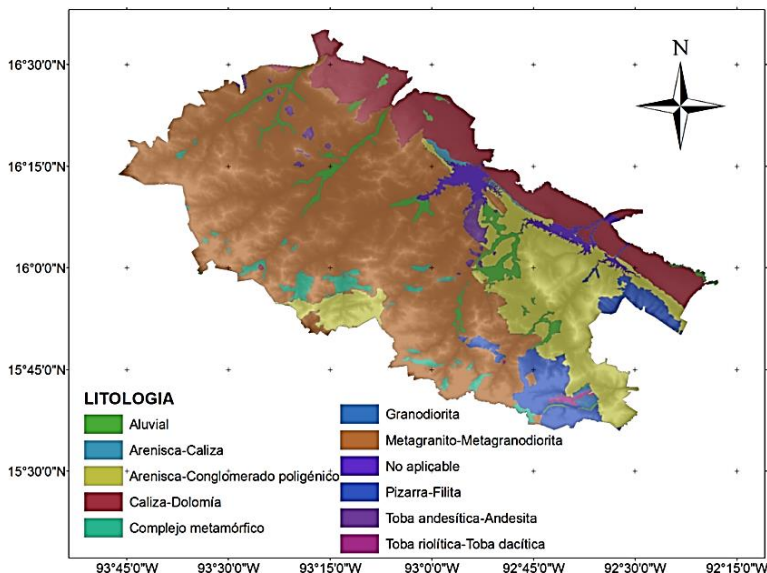 N
16°30'0"N
16°15'0"N
16°0'0"N
15°45'0"N
15°30'0"N
LITOLOGIA
Aluvial
Arenisca-Caliza
Arenisca-Conglomerado poligénico
Caliza-Dolomía
Complejo metamórfico
Granodiorita
Metagranito-Metagranodiorita
No aplicable
Pizarra-Filita
Toba andesítica-Andesita
Toba riolítica-Toba dacítica
93°45'0"W 93°30'0"W 93°15'0"W 93°0'0"W 92°45'0"W 92°30'0"W 92°15'0"W